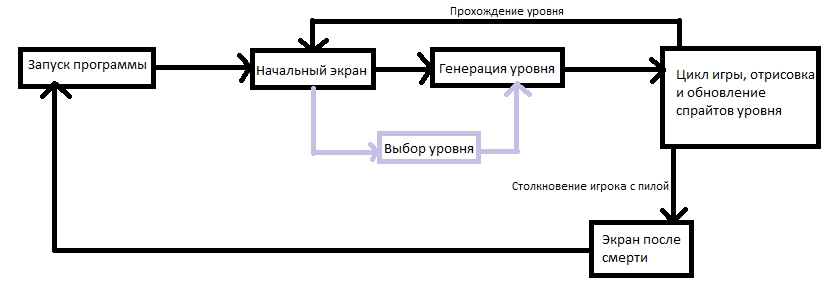 Прохождение уровня
Запуск программы
Начальный экран
Генерация уровня
Цикл игры, отрисовка
и обновление
спрайтов уровня
Выбор уровня
Столкновение игрока с пилой
Экран после
смерти